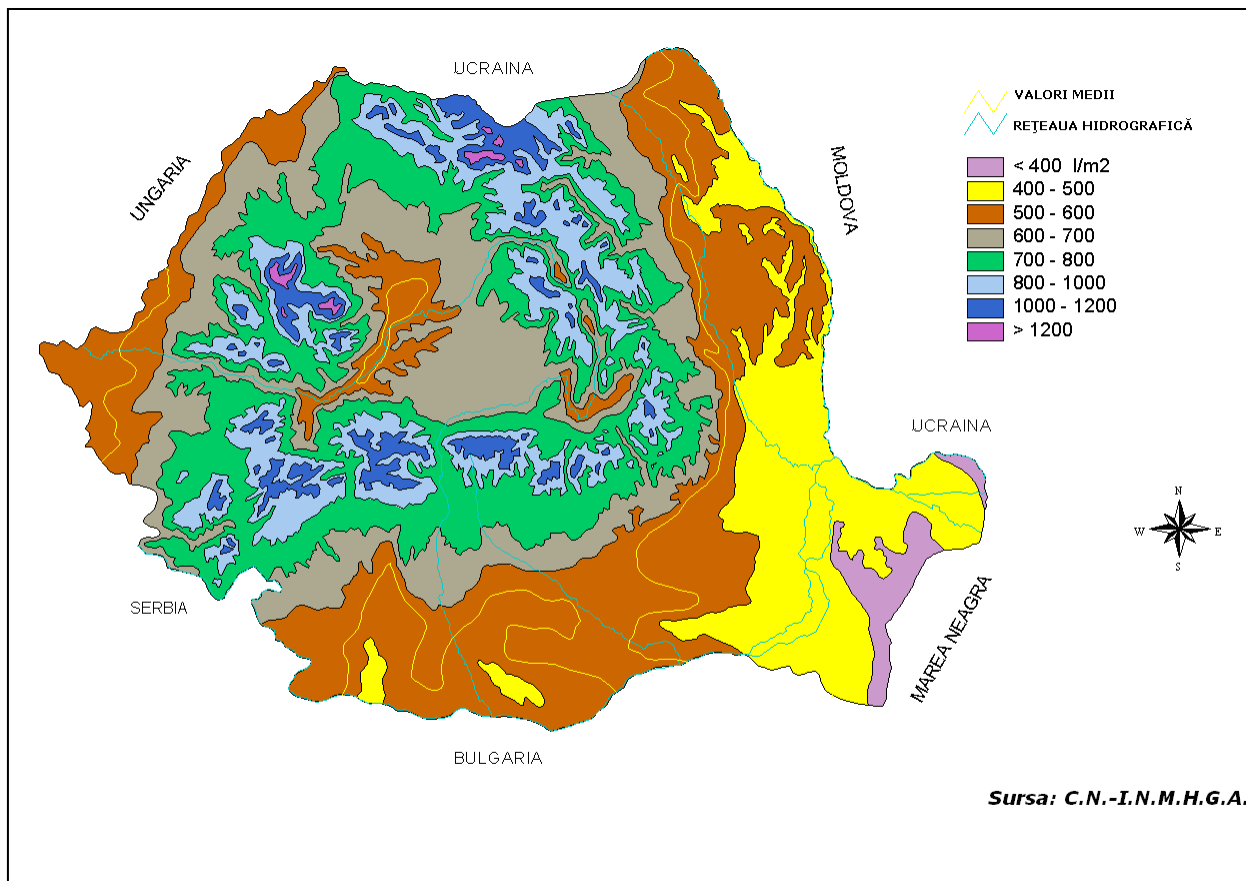 UCRAINA
UNGARIA
MOLDOVA
VALORI MEDII
REŢEAUA HIDROGRAFICĂ
< 400 l/m2
400 - 500
500 - 600
600 - 700
700 - 800
800 - 1000
1000 - 1200
> 1200
UCRAINA
N
W E
S
SERBIA
MAREA NEAGRA
BULGARIA
Sursa: C.N.-I.N.M.H.G.A.